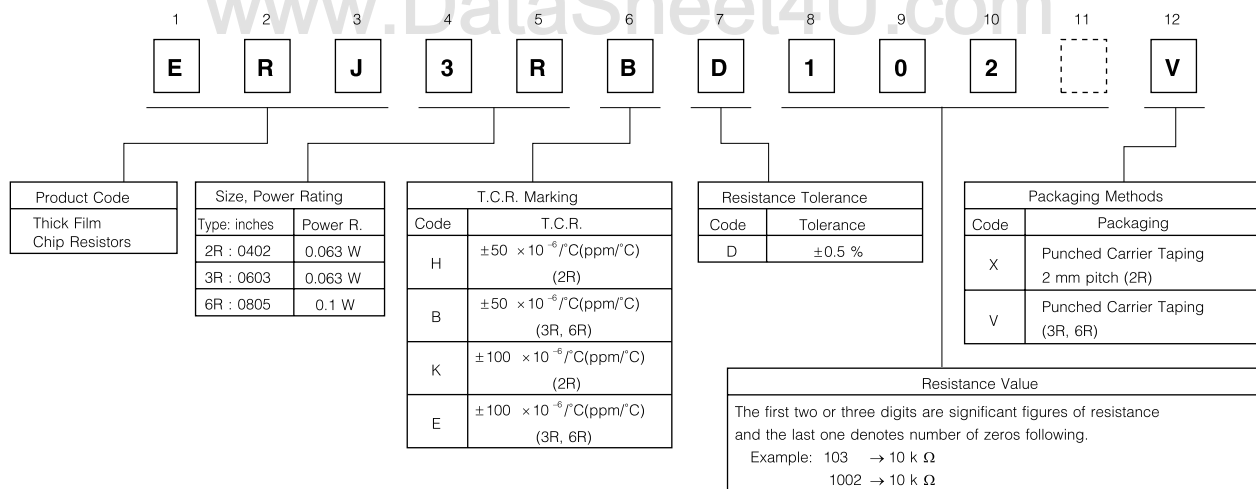 www.DataSheet4U.com
1 2 3 4 5 6 7 8 9 10 11 12
E R J 3 R B D 1 0 2 V
Product Code
Thick Film
Chip Resistors
Size, Power Rating
Type: inches Power R.
2R : 0402 0.063 W
3R : 0603 0.063 W
6R : 0805 0.1 W
T.C.R. Marking
Code T.C.R.
H ±50 ×10⁻⁶/°C(ppm/°C)
(2R)
B ±50 ×10⁻⁶/°C(ppm/°C)
(3R, 6R)
K ±100 ×10⁻⁶/°C(ppm/°C)
(2R)
E ±100 ×10⁻⁶/°C(ppm/°C)
(3R, 6R)
Resistance Tolerance
Code Tolerance
D ±0.5 %
Packaging Methods
Code Packaging
X Punched Carrier Taping
2 mm pitch (2R)
V Punched Carrier Taping
(3R, 6R)
Resistance Value
The first two or three digits are significant figures of resistance
and the last one denotes number of zeros following.
Example: 103 → 10 k Ω
1002 → 10 k Ω